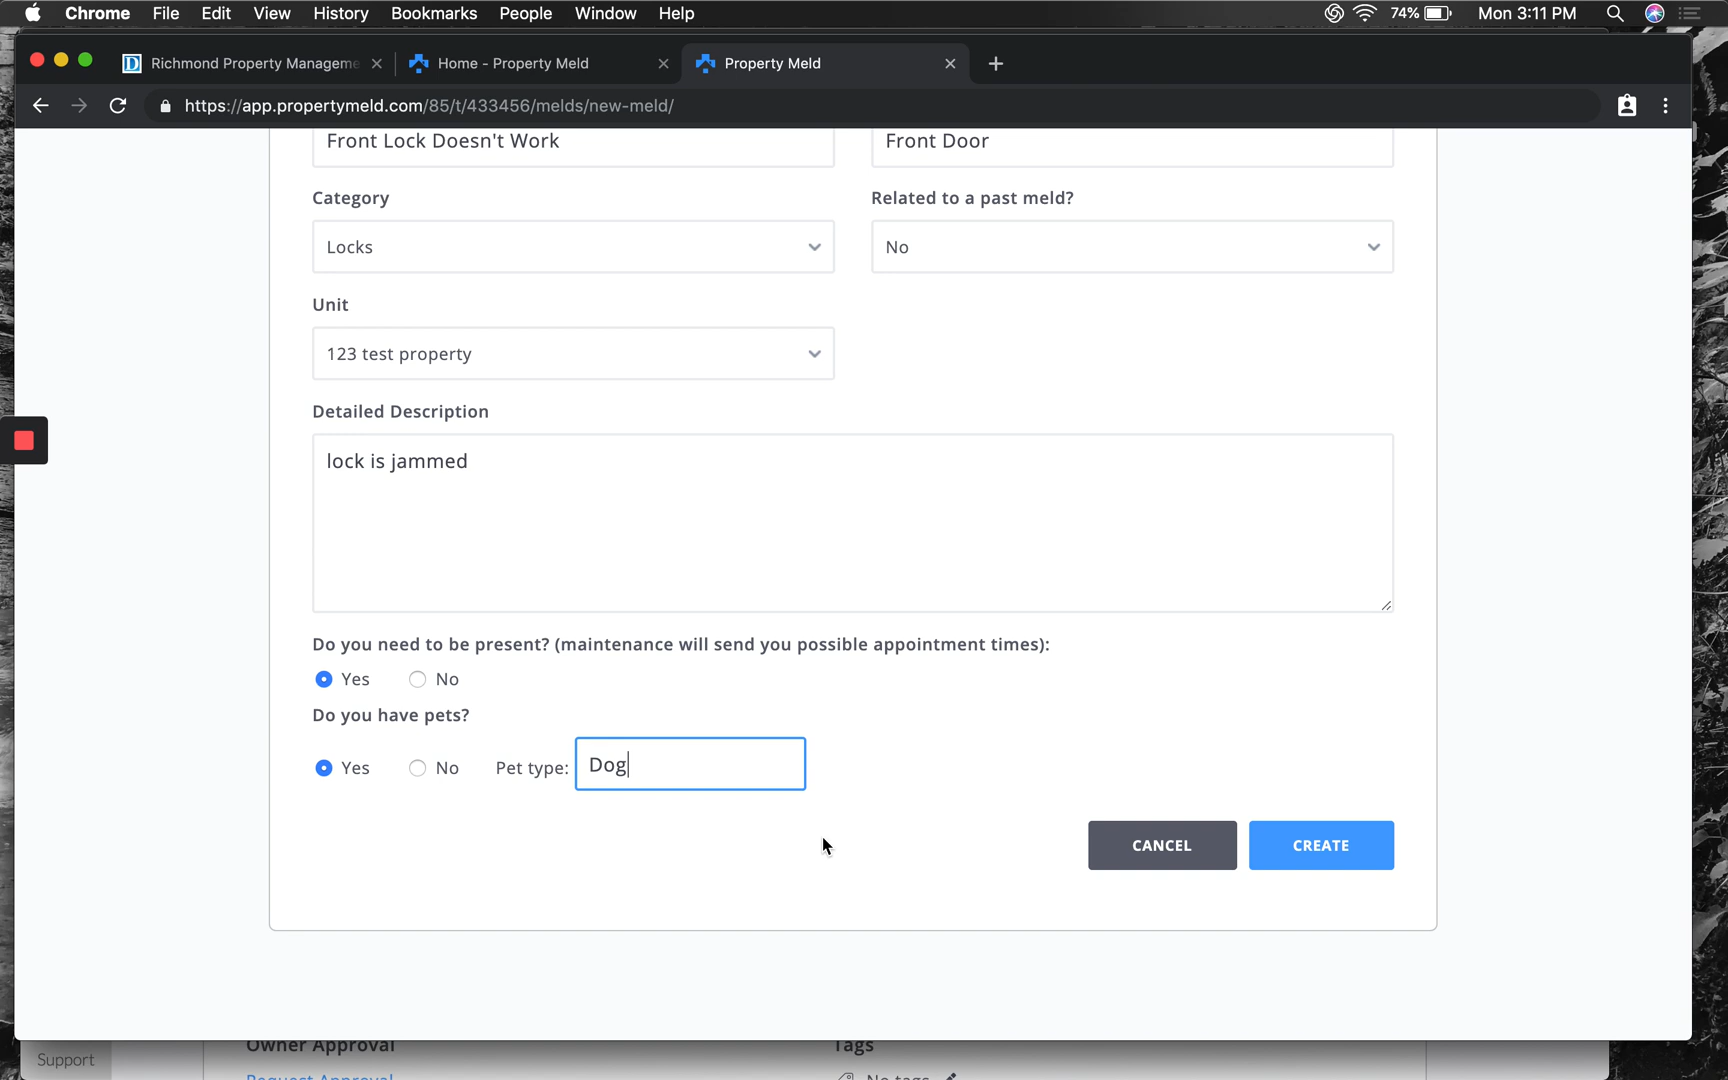 Chrome File Edit View History Bookmarks People Window Help 74% Mon 3:11 PM
Richmond Property Manageme Home - Property Meld Property Meld
https://app.propertymeld.com/85/t/433456/melds/new-meld/
Front Lock Doesn't Work Front Door
Category Related to a past meld?
Locks No
Unit
123 test property
Detailed Description
lock is jammed
Do you need to be present? (maintenance will send you possible appointment times):
Yes No
Do you have pets?
Yes No Pet type: Dog
CANCEL CREATE
Owner Approval Tags
Support
Request Approval No tags